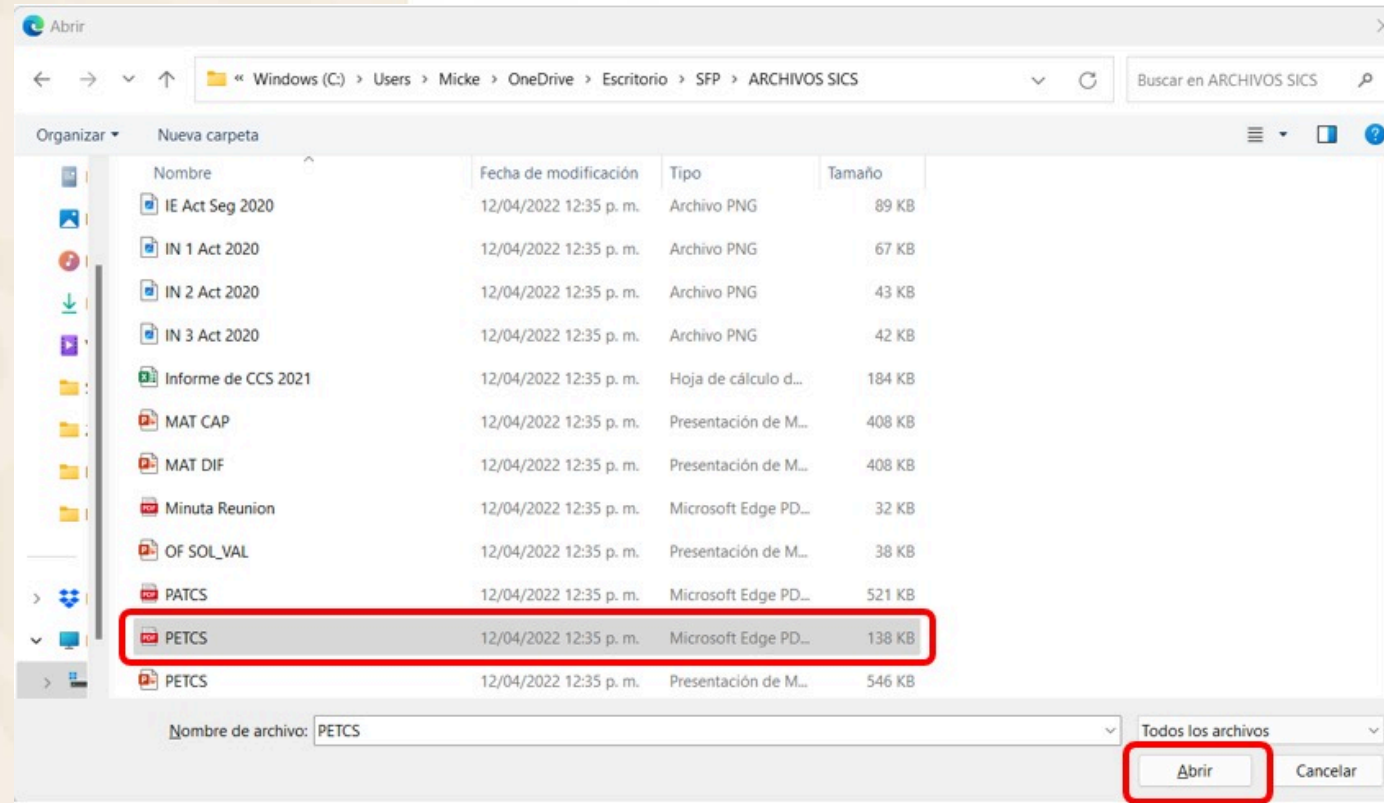 Abrir
« Windows (C:) > Users > Micke > OneDrive > Escritorio > SFP > ARCHIVOS SICS
Buscar en ARCHIVOS SICS
Organizar Nueva carpeta
Nombre Fecha de modificación Tipo Tamaño
IE Act Seg 2020 12/04/2022 12:35 p. m. Archivo PNG 89 KB
IN 1 Act 2020 12/04/2022 12:35 p. m. Archivo PNG 67 KB
IN 2 Act 2020 12/04/2022 12:35 p. m. Archivo PNG 43 KB
IN 3 Act 2020 12/04/2022 12:35 p. m. Archivo PNG 42 KB
Informe de CCS 2021 12/04/2022 12:35 p. m. Hoja de cálculo d... 184 KB
MAT CAP 12/04/2022 12:35 p. m. Presentación de M... 408 KB
MAT DIF 12/04/2022 12:35 p. m. Presentación de M... 408 KB
Minuta Reunion 12/04/2022 12:35 p. m. Microsoft Edge PD... 32 KB
OF SOL_VAL 12/04/2022 12:35 p. m. Presentación de M... 38 KB
PATCS 12/04/2022 12:35 p. m. Microsoft Edge PD... 521 KB
PETCS 12/04/2022 12:35 p. m. Microsoft Edge PD... 138 KB
PETCS 12/04/2022 12:35 p. m. Presentación de M... 546 KB
Nombre de archivo: PETCS Todos los archivos
Abrir Cancelar